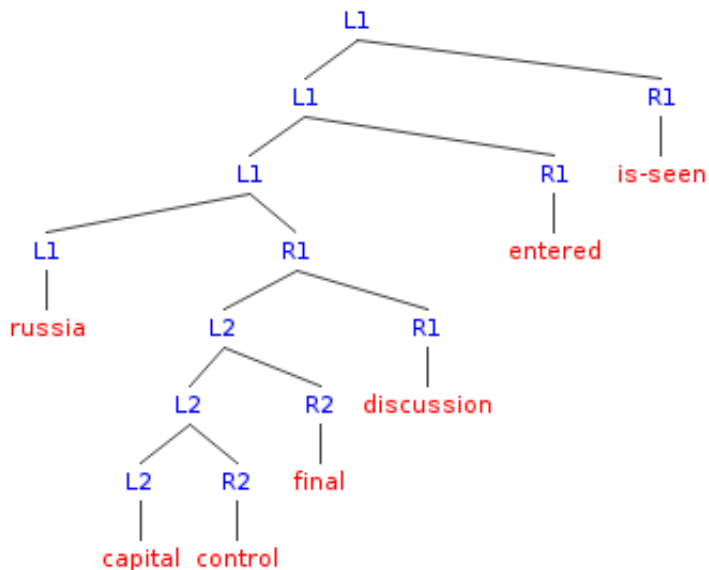 L1
L1 R1
L1 R1 is-seen
L1 R1 entered
russia L2 R1
L2 R2 discussion
L2 R2 final
capital control